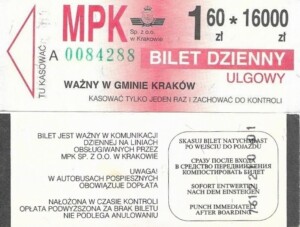 TU KASOWAĆ
MPK
Sp. z o.o.
w Krakowie
1 60 * 16000
zł zł
A 0084288
BILET DZIENNY
ULGOWY
WAŻNY W GMINIE KRAKÓW
KASOWAĆ TYLKO JEDEN RAZ I ZACHOWAĆ DO KONTROLI
BILET JEST WAŻNY W KOMUNIKACJI
DZIENNEJ NA LINIACH
OBSŁUGIWANYCH PRZEZ
MPK SP. Z O.O. W KRAKOWIE
UWAGA!
W AUTOBUSACH POSPIESZNYCH
OBOWIĄZUJE DOPŁATA
NAŁOŻONA W CZASIE KONTROLI
OPŁATA PODWYŻSZONA ZA BRAK BILETU
NIE PODLEGA ANULOWANIU
SKASUJ BILET NATYCHMIAST
PO WEJŚCIU DO POJAZDU
СРАЗУ ПОСЛЕ ВХОДА
В СРЕДСТВО ПЕРЕДВИЖЕНИЯ
КОМПОСТИРОВАТЬ БИЛЕТ
SOFORT ENTWERTEN
NACH DEM EINSTEIGEN
PUNCH IMMEDIATELY
AFTER BOARDING